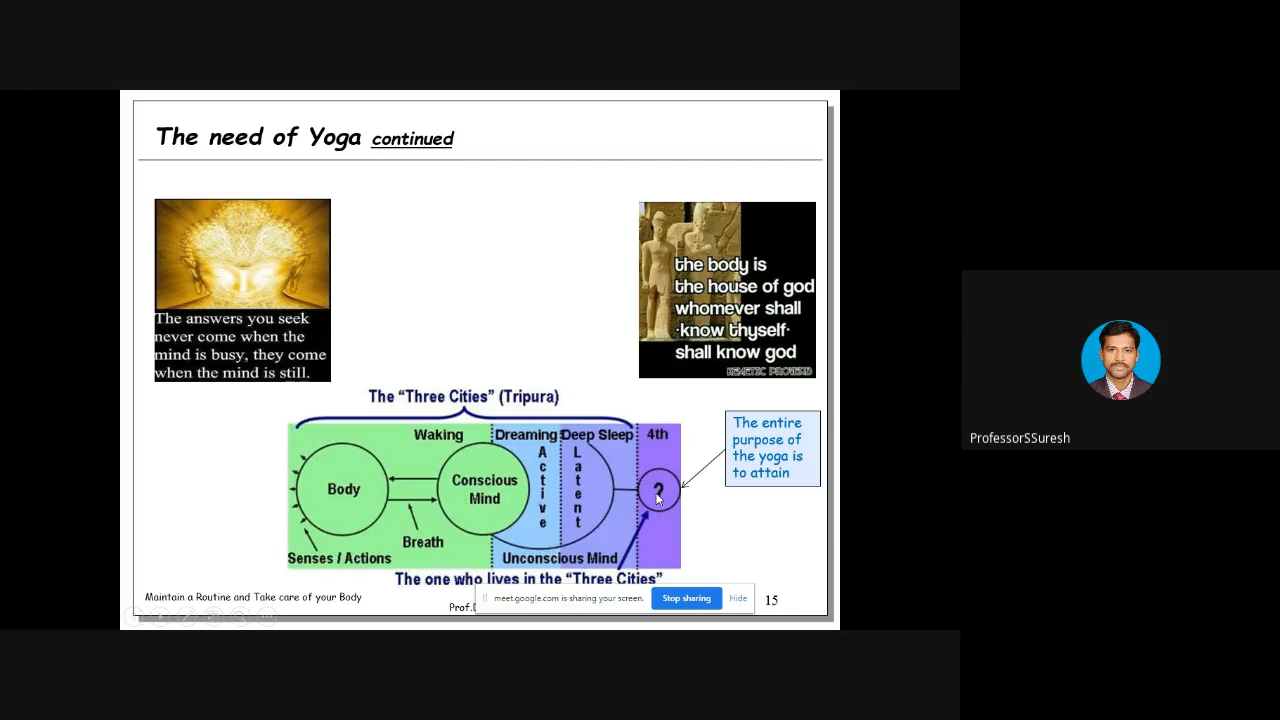 The need of Yoga continued
The answers you seek
never come when the
mind is busy, they come
when the mind is still.
the body is
the house of god
whomever shall
·know thyself·
shall know god
KEMETIC PROVERB
The "Three Cities" (Tripura)
Waking
Dreaming
Deep Sleep
4th
Body
Conscious
Mind
Active
Latent
?
Breath
Senses / Actions
Unconscious Mind
The one who lives in the "Three Cities"
The entire
purpose of
the yoga is
to attain
Maintain a Routine and Take care of your Body
Prof.
meet.google.com is sharing your screen.
Stop sharing
Hide
15
ProfessorSSuresh